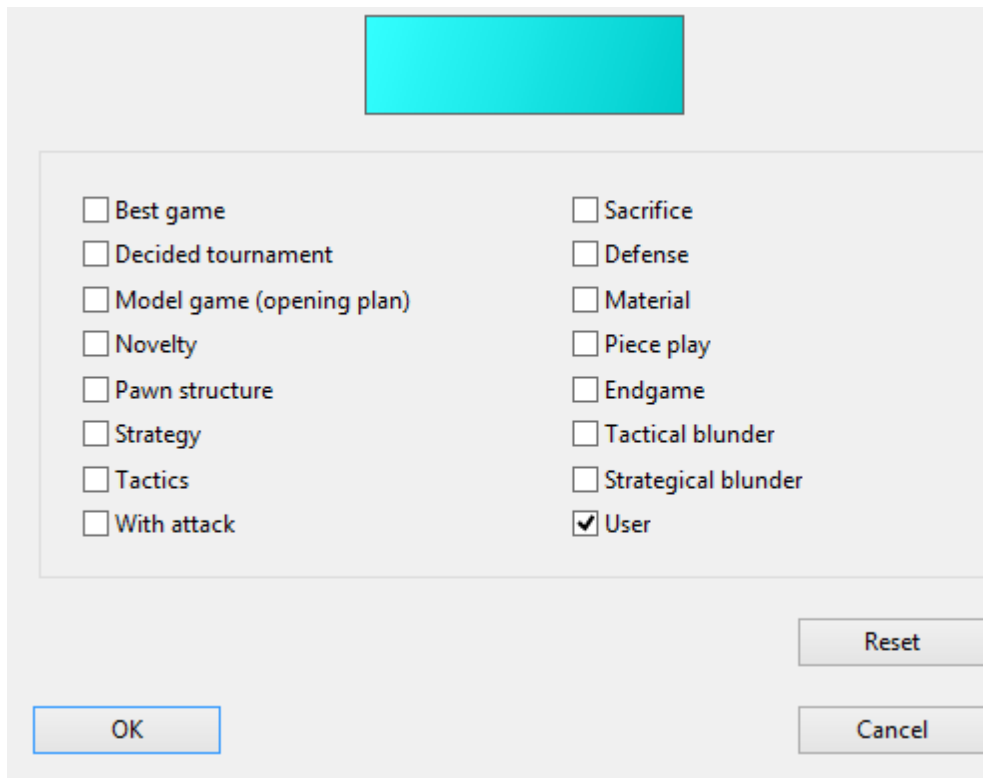 Best game
Decided tournament
Model game (opening plan)
Novelty
Pawn structure
Strategy
Tactics
With attack
Sacrifice
Defense
Material
Piece play
Endgame
Tactical blunder
Strategical blunder
User
Reset
OK
Cancel